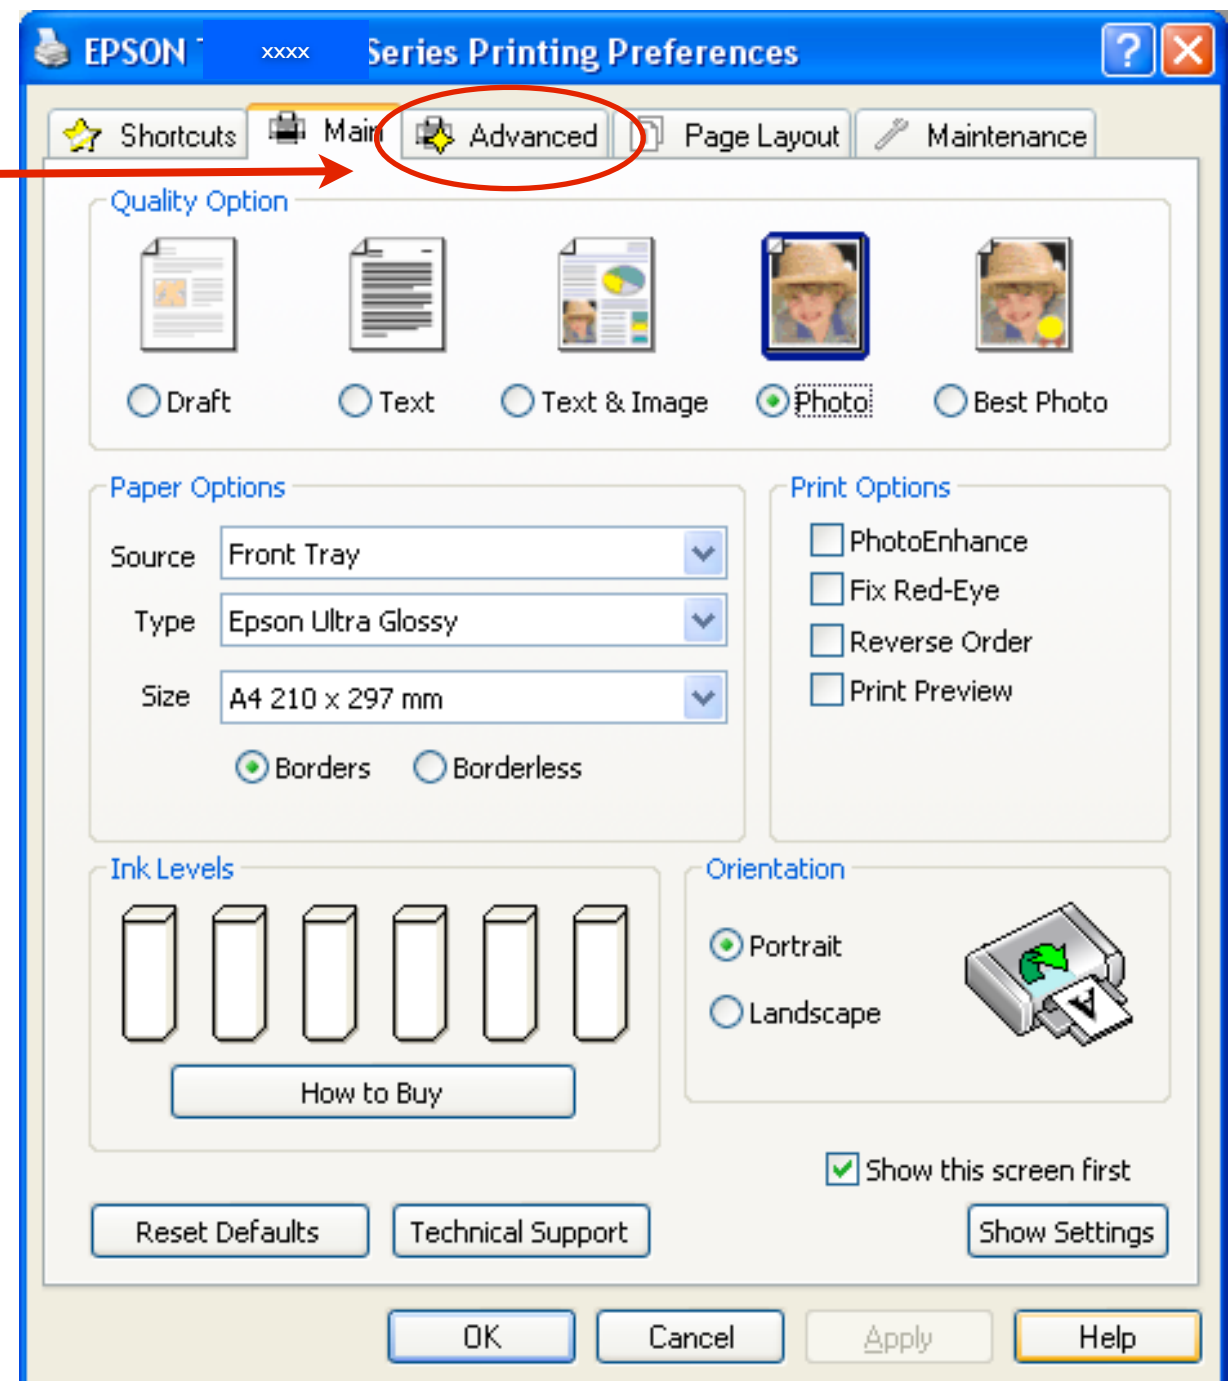 EPSON T xxxx Series Printing Preferences
Shortcuts Main Advanced Page Layout Maintenance
Quality Option
Draft Text Text & Image Photo Best Photo
Paper Options
Source Front Tray
Type Epson Ultra Glossy
Size A4 210 x 297 mm
Borders Borderless
Print Options
PhotoEnhance
Fix Red-Eye
Reverse Order
Print Preview
Ink Levels
How to Buy
Orientation
Portrait
Landscape
A
Show this screen first
Reset Defaults Technical Support Show Settings
OK Cancel Apply Help